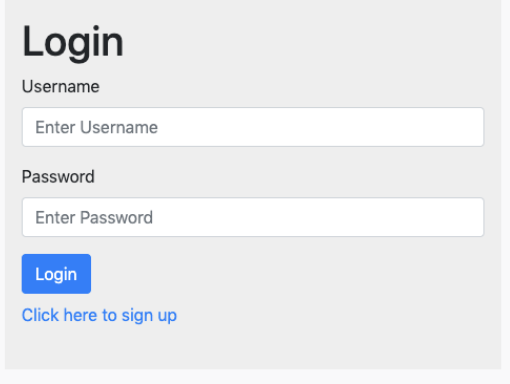 Login
Username
Enter Username
Password
Enter Password
Login
Click here to sign up